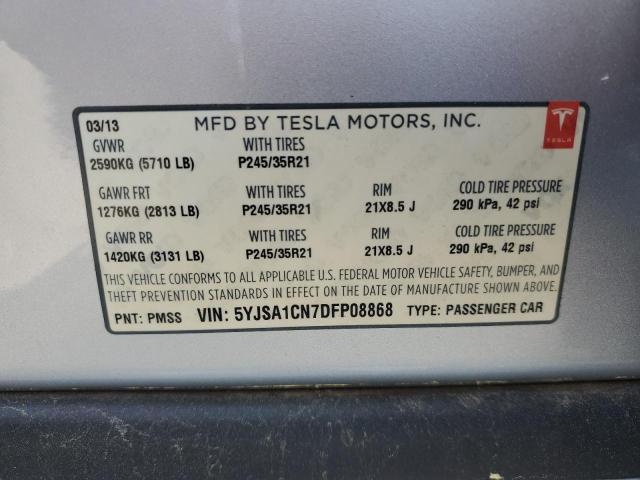 03/13 MFD BY TESLA MOTORS, INC.
TESLA
GVWR WITH TIRES
2590KG (5710 LB) P245/35R21
GAWR FRT WITH TIRES RIM COLD TIRE PRESSURE
1276KG (2813 LB) P245/35R21 21X8.5 J 290 kPa, 42 psi
GAWR RR WITH TIRES RIM COLD TIRE PRESSURE
1420KG (3131 LB) P245/35R21 21X8.5 J 290 kPa, 42 psi
THIS VEHICLE CONFORMS TO ALL APPLICABLE U.S. FEDERAL MOTOR VEHICLE SAFETY, BUMPER, AND
THEFT PREVENTION STANDARDS IN EFFECT ON THE DATE OF MANUFACTURE SHOWN ABOVE.
PNT: PMSS VIN: 5YJSA1CN7DFP08868 TYPE: PASSENGER CAR